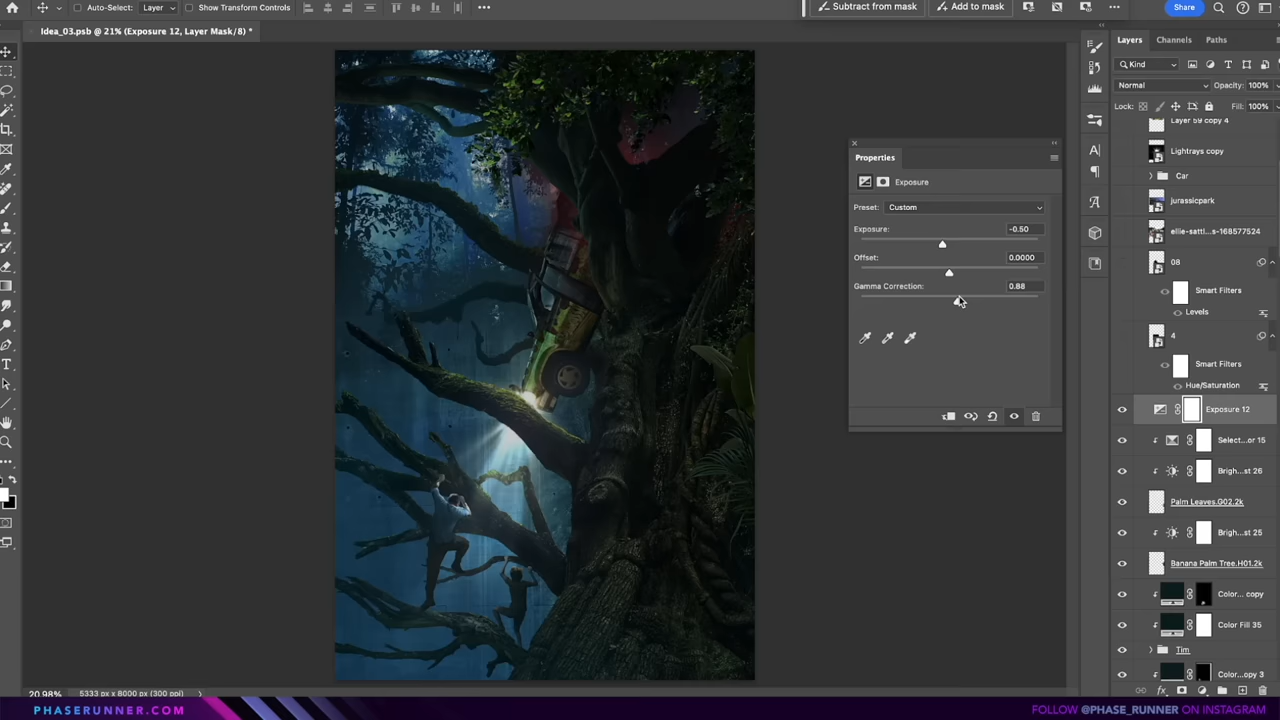 Auto-Select: Layer Show Transform Controls ••• Subtract from mask Add to mask ••• Share
Idea_03.psb @ 21% (Exposure 12, Layer Mask/8) *
Layers Channels Paths
Kind
Normal Opacity: 100%
Lock: Fill: 100%
Layer 59 copy 4
Lightrays copy
Car
jurassicpark
ellie-sattl...s-168577524
08
Smart Filters
Levels
4
Smart Filters
Hue/Saturation
Exposure 12
Select...or 15
Brigh...st 26
Palm Leaves.G02.2k
Brigh...st 25
Banana Palm Tree.H01.2k
Color... copy
Color Fill 35
Tim
Color...opy 3
Properties
Exposure
Preset: Custom
Exposure: -0.50
Offset: 0.0000
Gamma Correction: 0.88
20.98% 5333 px x 8000 px (300 ppi)
PHASERUNNER.COM
FOLLOW @PHASE_RUNNER ON INSTAGRAM